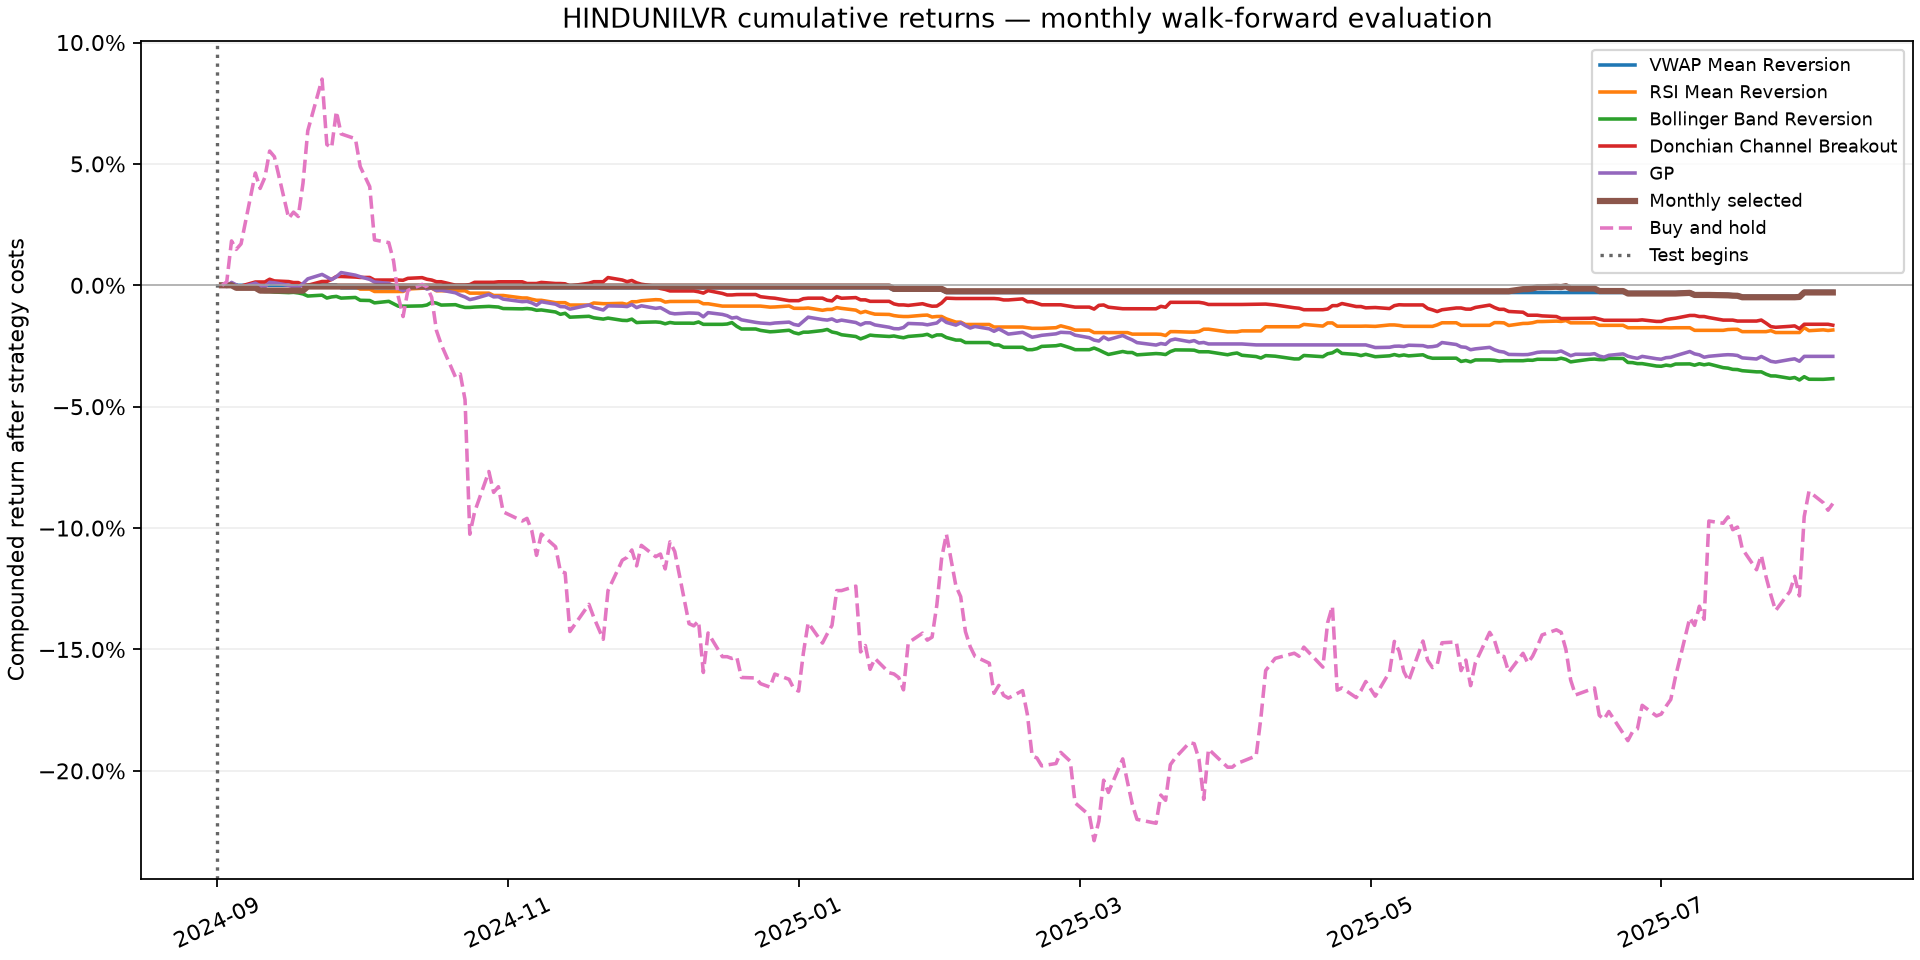 HINDUNILVR cumulative returns — monthly walk-forward evaluation
Compounded return after strategy costs
10.0%
5.0%
0.0%
−5.0%
−10.0%
−15.0%
−20.0%
VWAP Mean Reversion
RSI Mean Reversion
Bollinger Band Reversion
Donchian Channel Breakout
GP
Monthly selected
Buy and hold
Test begins
2024-09
2024-11
2025-01
2025-03
2025-05
2025-07